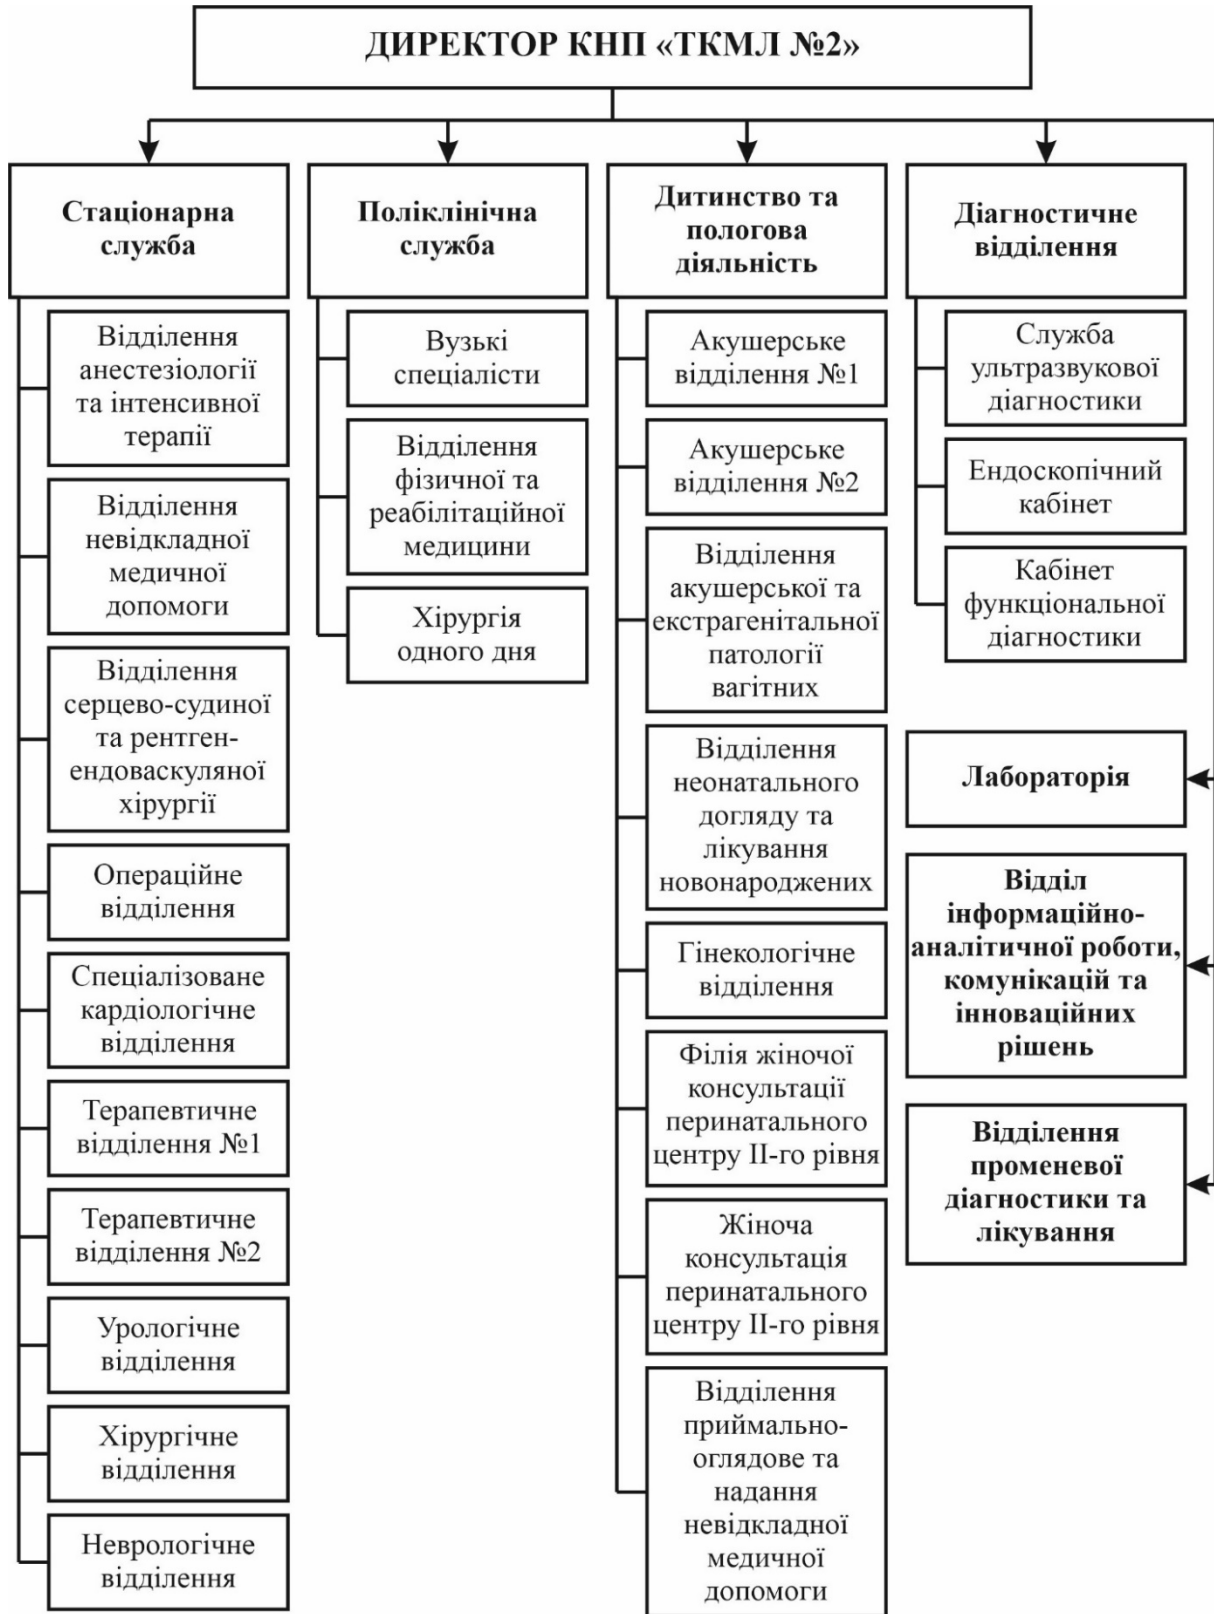 ДИРЕКТОР КНП «ТКМЛ №2»
Стаціонарна
служба
Відділення
анестезіології
та інтенсивної
терапії
Відділення
невідкладної
медичної
допомоги
Відділення
серцево-судиної
та рентген-
ендоваскуляної
хірургії
Операційне
відділення
Спеціалізоване
кардіологічне
відділення
Терапевтичне
відділення №1
Терапевтичне
відділення №2
Урологічне
відділення
Хірургічне
відділення
Неврологічне
відділення
Поліклінічна
служба
Вузькі
спеціалісти
Відділення
фізичної та
реабілітаційної
медицини
Хірургія
одного дня
Дитинство та
пологова
діяльність
Акушерське
відділення №1
Акушерське
відділення №2
Відділення
акушерської та
екстрагенітальної
патології
вагітних
Відділення
неонатального
догляду та
лікування
новонароджених
Гінекологічне
відділення
Філія жіночої
консультації
перинатального
центру ІІ-го рівня
Жіноча
консультація
перинатального
центру ІІ-го рівня
Відділення
приймально-
оглядове та
надання
невідкладної
медичної
допомоги
Діагностичне
відділення
Служба
ультразвукової
діагностики
Ендоскопічний
кабінет
Кабінет
функціональної
діагностики
Лабораторія
Відділ
інформаційно-
аналітичної роботи,
комунікацій та
інноваційних
рішень
Відділення
променевої
діагностики та
лікування